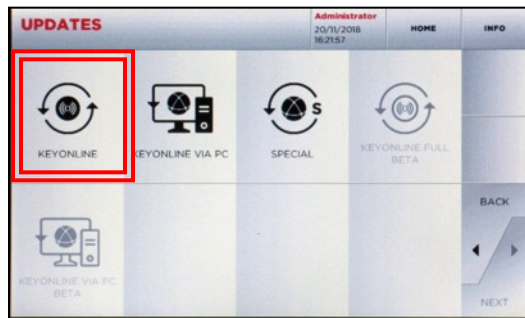 UPDATES
Administrator
20/11/2018
16:21:57
HOME
INFO
KEYONLINE
KEYONLINE VIA PC
S
SPECIAL
KEYONLINE FULL
BETA
BACK
KEYONLINE VIA PC
BETA
NEXT